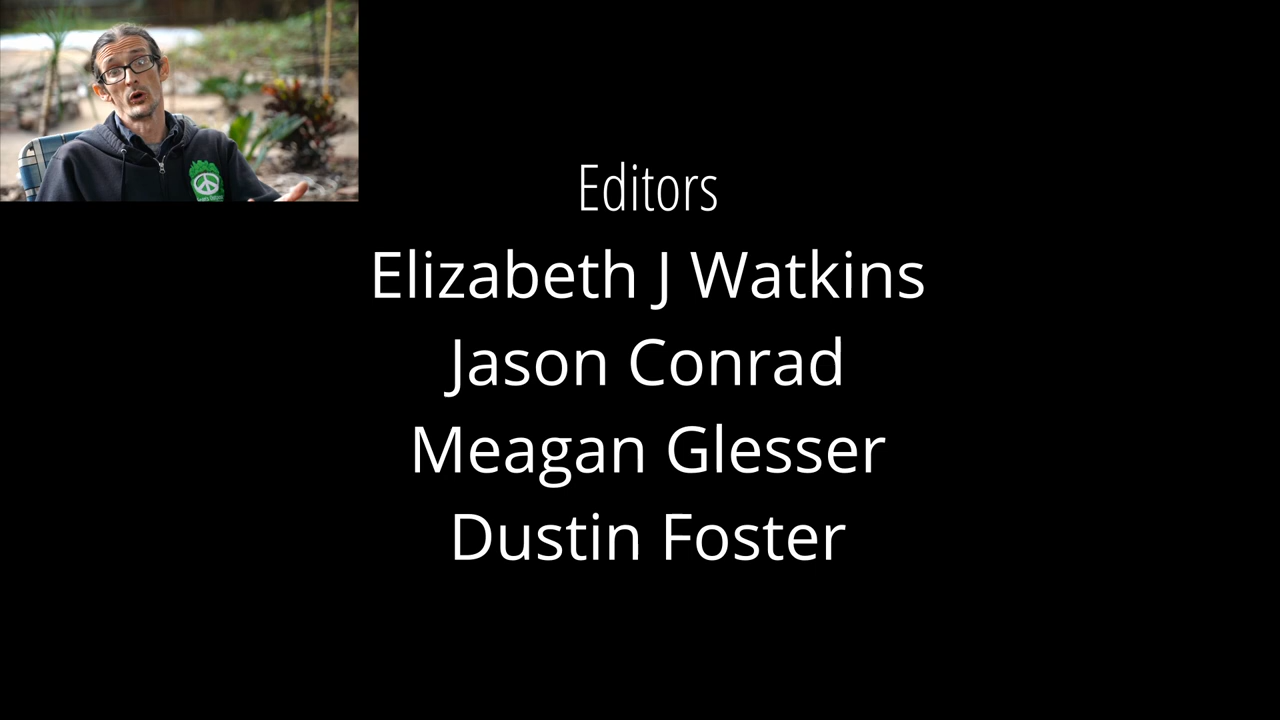 Editors
Elizabeth J Watkins
Jason Conrad
Meagan Glesser
Dustin Foster